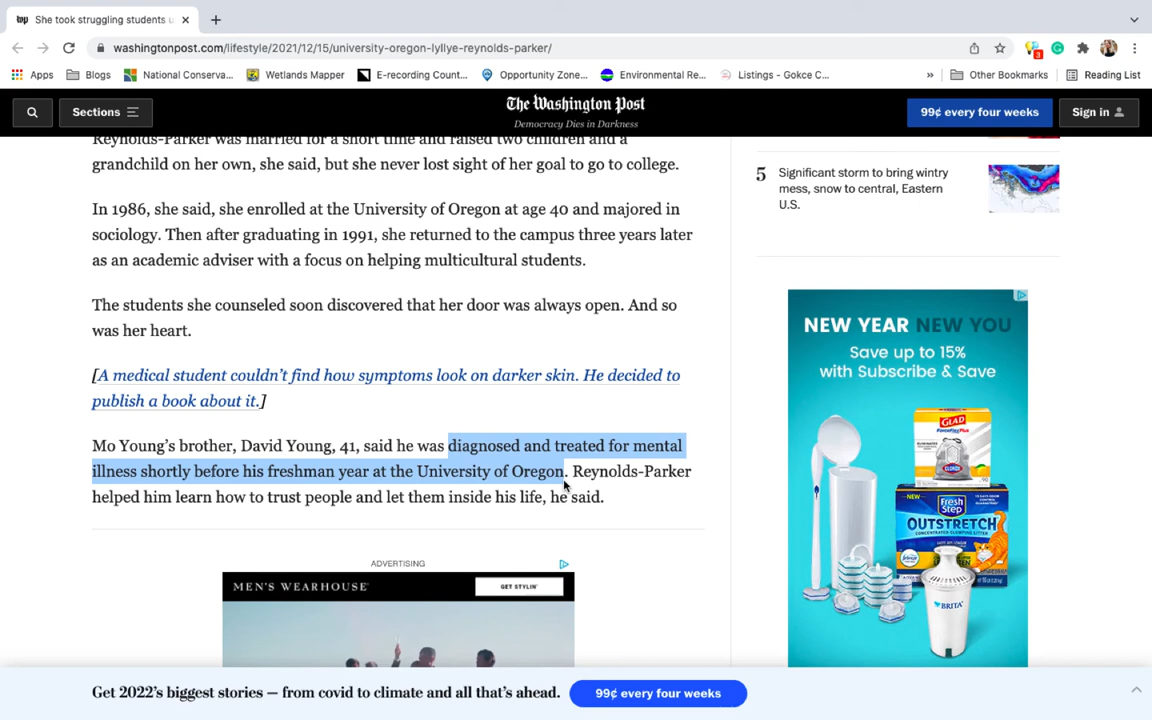 She took struggling students u
washingtonpost.com/lifestyle/2021/12/15/university-oregon-lyllye-reynolds-parker/
3
Apps
Blogs
National Conserva...
Wetlands Mapper
E-recording Count...
Opportunity Zone...
Environmental Re...
Listings - Gokce C...
»
Other Bookmarks
Reading List
Sections
The Washington Post
Democracy Dies in Darkness
99¢ every four weeks
Sign in
Reynolds-Parker was married for a short time and raised two children and a
grandchild on her own, she said, but she never lost sight of her goal to go to college.
In 1986, she said, she enrolled at the University of Oregon at age 40 and majored in
sociology. Then after graduating in 1991, she returned to the campus three years later
as an academic adviser with a focus on helping multicultural students.
The students she counseled soon discovered that her door was always open. And so
was her heart.
[A medical student couldn't find how symptoms look on darker skin. He decided to
publish a book about it.]
Mo Young's brother, David Young, 41, said he was diagnosed and treated for mental
illness shortly before his freshman year at the University of Oregon. Reynolds-Parker
helped him learn how to trust people and let them inside his life, he said.
ADVERTISING
MEN'S WEARHOUSE
GET STYLIN'
5
Significant storm to bring wintry
mess, snow to central, Eastern
U.S.
NEW YEAR NEW YOU
Save up to 15%
with Subscribe & Save
GLAD
ForceFlex Plus
CLOROX
NEW
Fresh
Step
OUTSTRETCH
CONCENTRATED CLUMPING LITTER
febreze
BRITA
Get 2022's biggest stories — from covid to climate and all that's ahead.
99¢ every four weeks